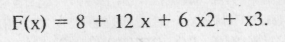 F(x) = 8 + 12 x + 6 x2 + x3.